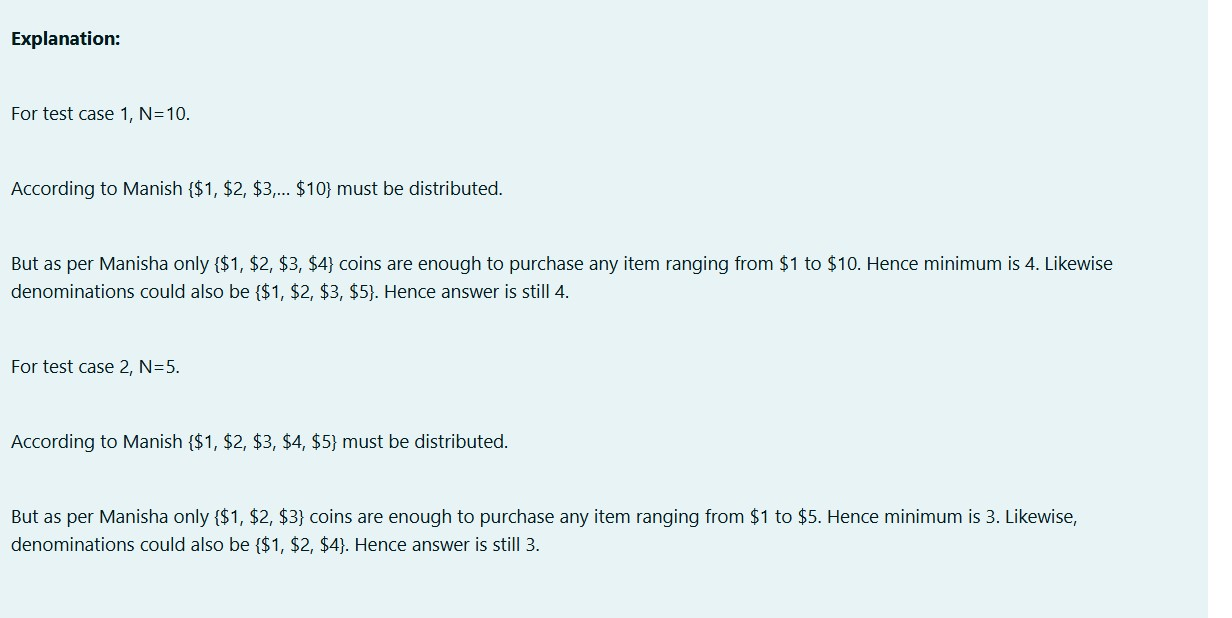 Explanation:
For test case 1, N=10.
According to Manish {$1, $2, $3,... $10} must be distributed.
But as per Manisha only {$1, $2, $3, $4} coins are enough to purchase any item ranging from $1 to $10. Hence minimum is 4. Likewise
denominations could also be {$1, $2, $3, $5}. Hence answer is still 4.
For test case 2, N=5.
According to Manish {$1, $2, $3, $4, $5} must be distributed.
But as per Manisha only {$1, $2, $3} coins are enough to purchase any item ranging from $1 to $5. Hence minimum is 3. Likewise,
denominations could also be {$1, $2, $4}. Hence answer is still 3.